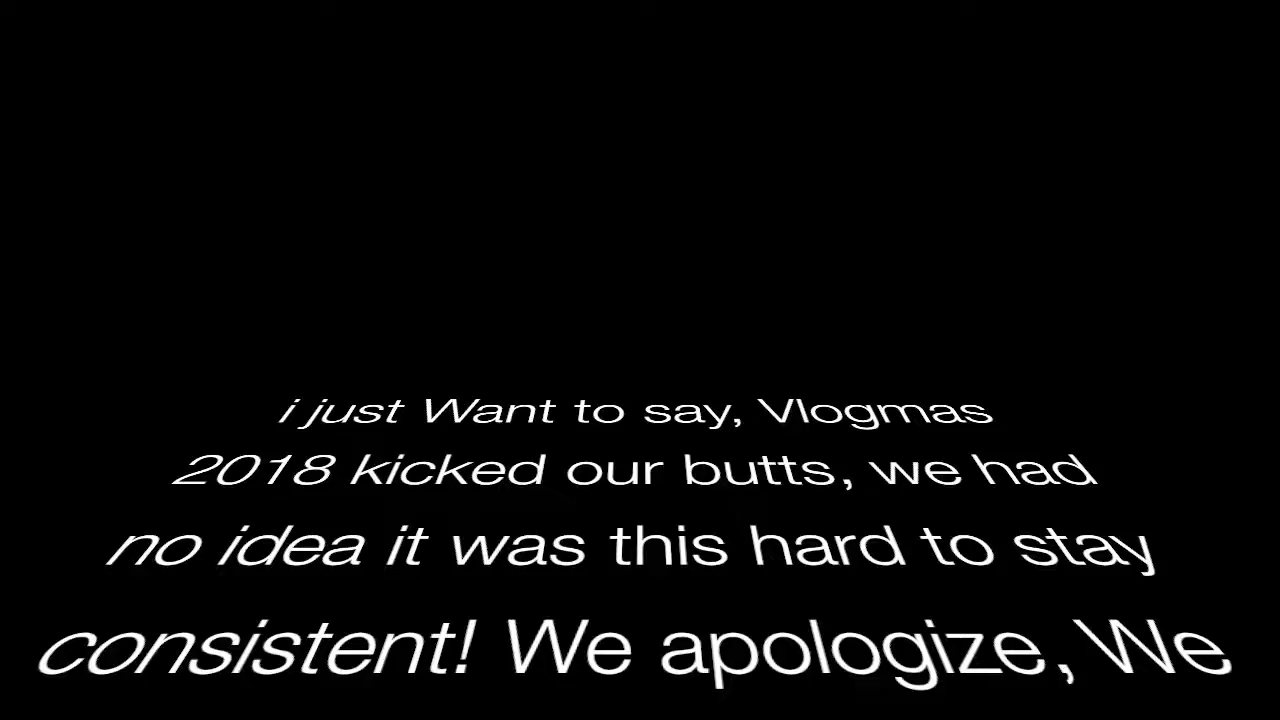 i just Want to say, Vlogmas
2018 kicked our butts, we had
no idea it was this hard to stay
consistent! We apologize, We